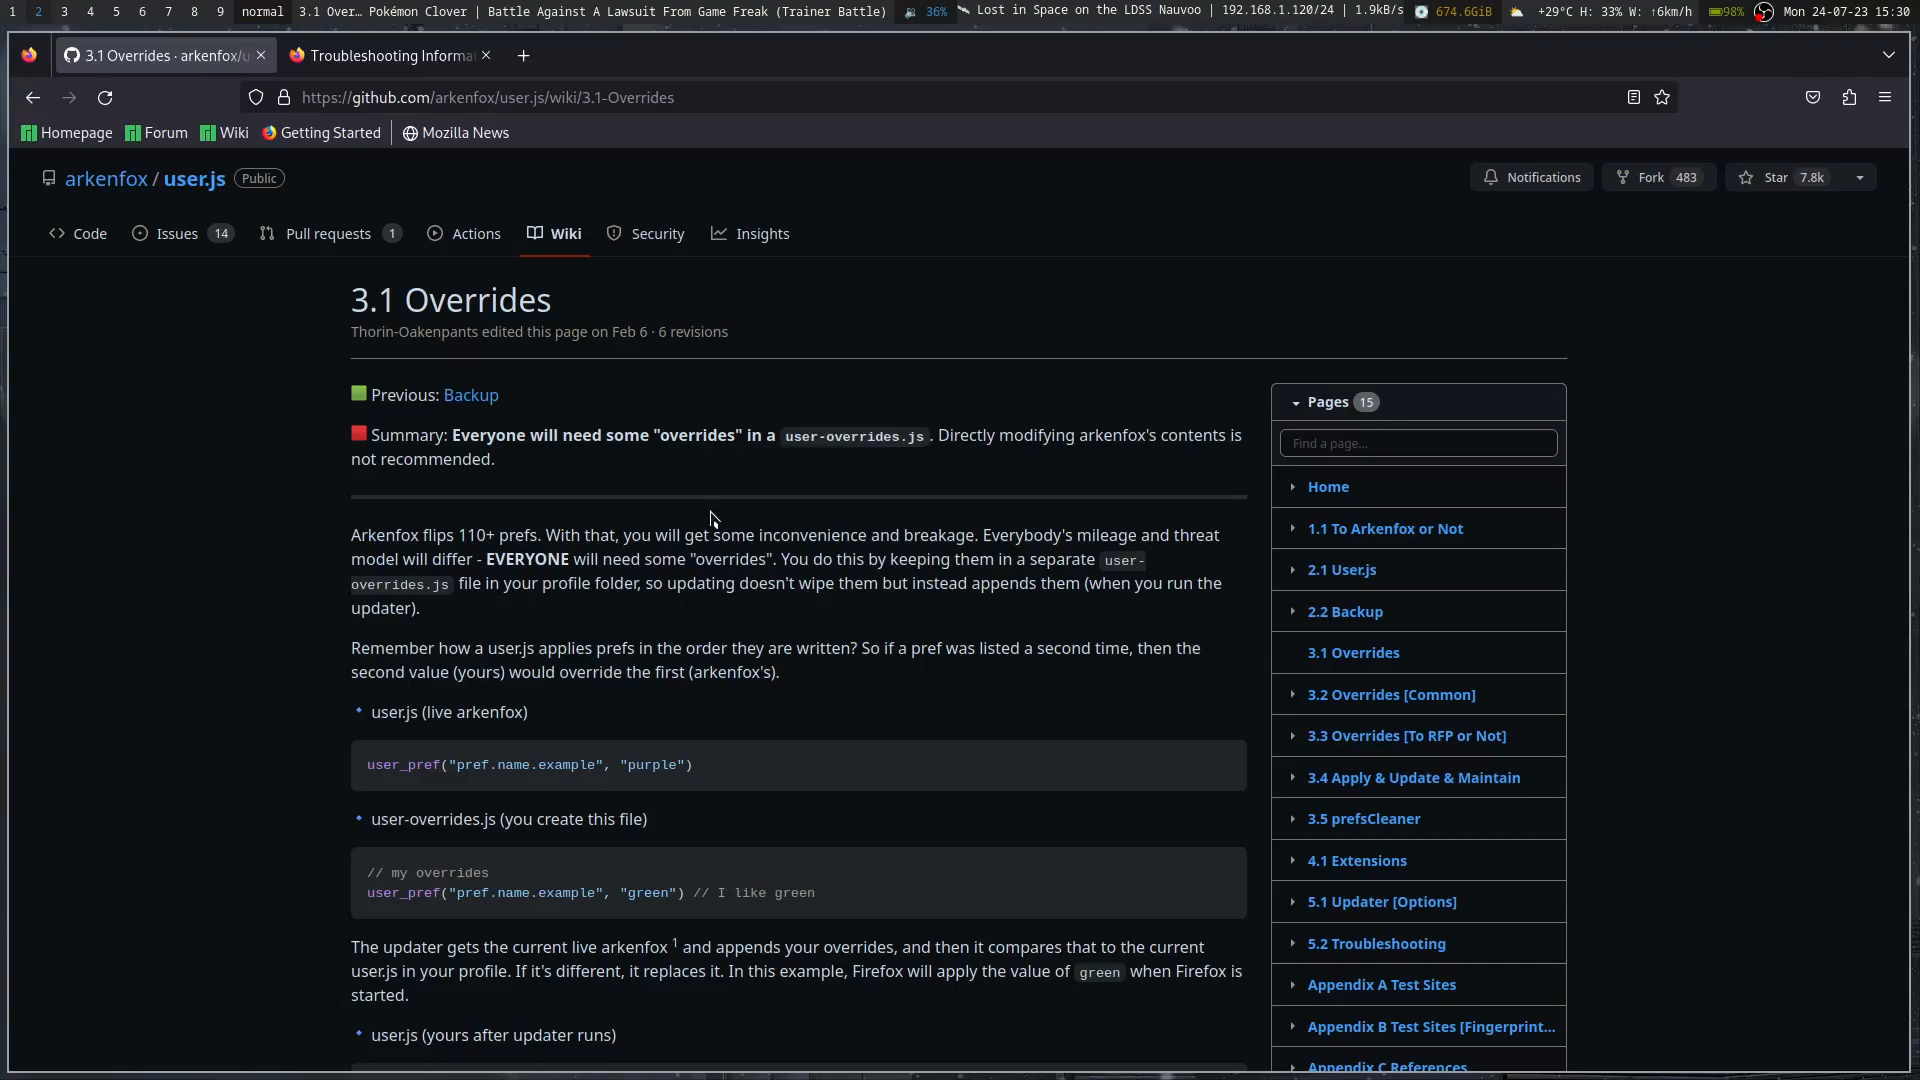 1 2 3 4 5 6 7 8 9 normal 3.1 Over… Pokémon Clover | Battle Against A Lawsuit From Game Freak (Trainer Battle) 36% Lost in Space on the LDSS Nauvoo | 192.168.1.120/24 | 1.9kB/s 674.6GiB +29°C H: 33% W: ↑6km/h 98% Mon 24-07-23 15:30
3.1 Overrides · arkenfox/u Troubleshooting Informa
https://github.com/arkenfox/user.js/wiki/3.1-Overrides
Homepage Forum Wiki Getting Started Mozilla News
arkenfox / user.js Public
Notifications Fork 483 Star 7.8k
Code Issues 14 Pull requests 1 Actions Wiki Security Insights
3.1 Overrides
Thorin-Oakenpants edited this page on Feb 6 · 6 revisions
Previous: Backup
Summary: Everyone will need some "overrides" in a user-overrides.js. Directly modifying arkenfox's contents is
not recommended.
Arkenfox flips 110+ prefs. With that, you will get some inconvenience and breakage. Everybody's mileage and threat
model will differ - EVERYONE will need some "overrides". You do this by keeping them in a separate user-
overrides.js file in your profile folder, so updating doesn't wipe them but instead appends them (when you run the
updater).
Remember how a user.js applies prefs in the order they are written? So if a pref was listed a second time, then the
second value (yours) would override the first (arkenfox's).
user.js (live arkenfox)
user_pref("pref.name.example", "purple")
user-overrides.js (you create this file)
// my overrides
user_pref("pref.name.example", "green") // I like green
The updater gets the current live arkenfox 1 and appends your overrides, and then it compares that to the current
user.js in your profile. If it's different, it replaces it. In this example, Firefox will apply the value of green when Firefox is
started.
user.js (yours after updater runs)
Pages 15
Find a page…
Home
1.1 To Arkenfox or Not
2.1 User.js
2.2 Backup
3.1 Overrides
3.2 Overrides [Common]
3.3 Overrides [To RFP or Not]
3.4 Apply & Update & Maintain
3.5 prefsCleaner
4.1 Extensions
5.1 Updater [Options]
5.2 Troubleshooting
Appendix A Test Sites
Appendix B Test Sites [Fingerprint…
Appendix C References